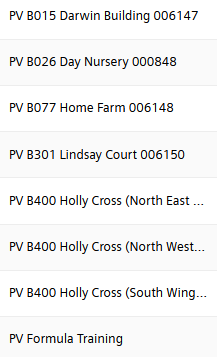 PV B015 Darwin Building 006147
PV B026 Day Nursery 000848
PV B077 Home Farm 006148
PV B301 Lindsay Court 006150
PV B400 Holly Cross (North East ...
PV B400 Holly Cross (North West...
PV B400 Holly Cross (South Wing...
PV Formula Training